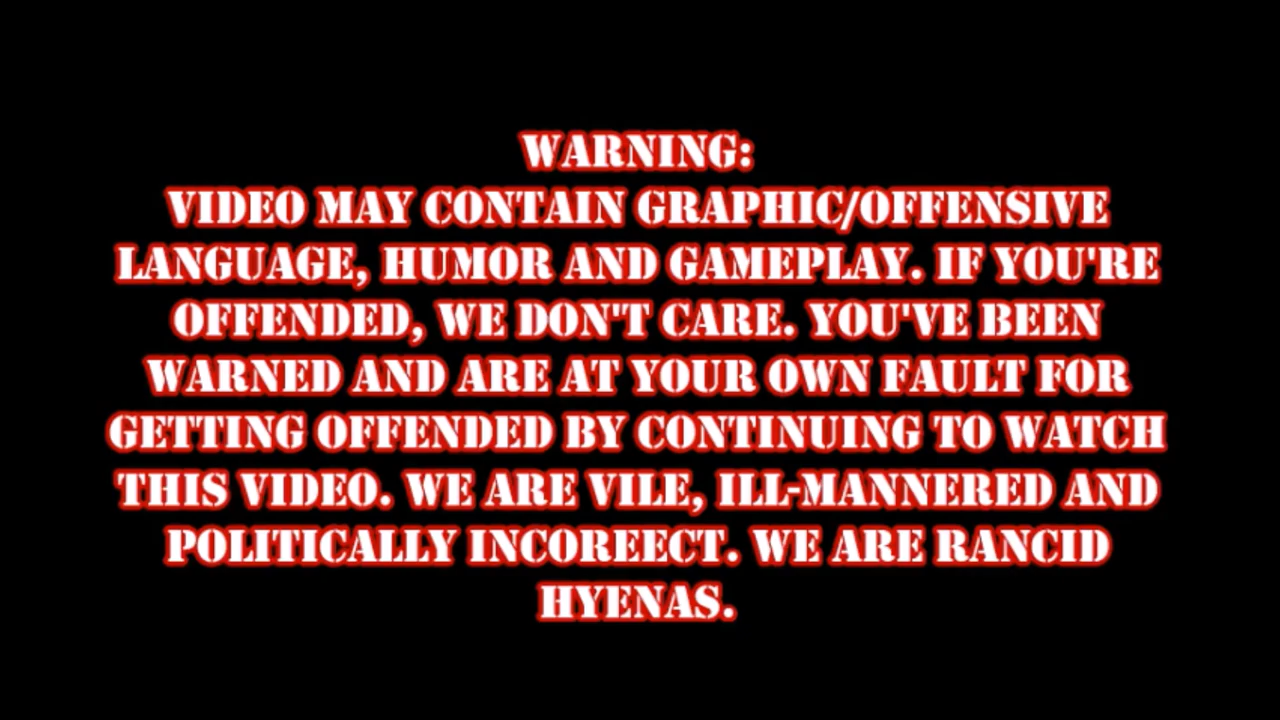 WARNING:
VIDEO MAY CONTAIN GRAPHIC/OFFENSIVE
LANGUAGE, HUMOR AND GAMEPLAY. IF YOU'RE
OFFENDED, WE DON'T CARE. YOU'VE BEEN
WARNED AND ARE AT YOUR OWN FAULT FOR
GETTING OFFENDED BY CONTINUING TO WATCH
THIS VIDEO. WE ARE VILE, ILL-MANNERED AND
POLITICALLY INCOREECT. WE ARE RANCID
HYENAS.